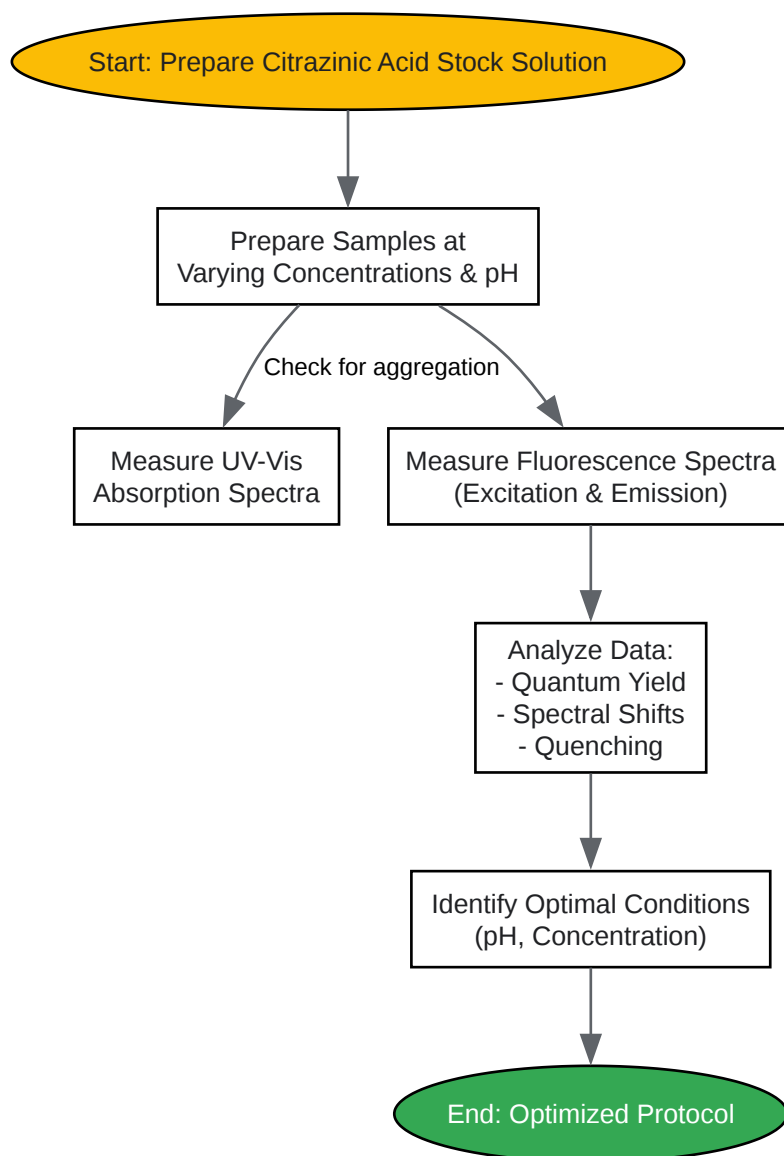 Start: Prepare Citrazinic Acid Stock Solution
Prepare Samples at
Varying Concentrations & pH
Check for aggregation
Measure UV-Vis
Absorption Spectra
Measure Fluorescence Spectra
(Excitation & Emission)
Analyze Data:
- Quantum Yield
- Spectral Shifts
- Quenching
Identify Optimal Conditions
(pH, Concentration)
End: Optimized Protocol